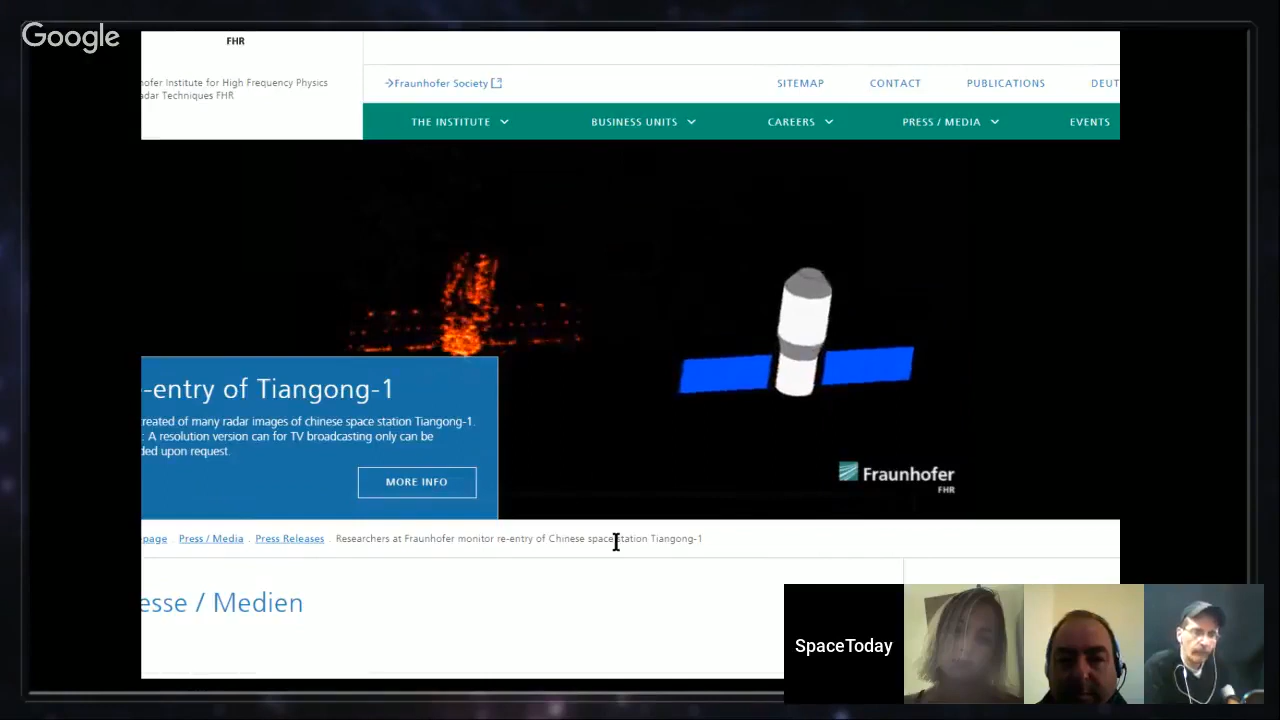 Google
FHR
ofer Institute for High Frequency Physics
adar Techniques FHR
Fraunhofer Society
SITEMAP
CONTACT
PUBLICATIONS
DEUT
THE INSTITUTE
BUSINESS UNITS
CAREERS
PRESS / MEDIA
EVENTS
-entry of Tiangong-1
reated of many radar images of chinese space station Tiangong-1.
: A resolution version can for TV broadcasting only can be
ded upon request.
MORE INFO
Fraunhofer
FHR
page . Press / Media . Press Releases . Researchers at Fraunhofer monitor re-entry of Chinese space station Tiangong-1
esse / Medien
SpaceToday